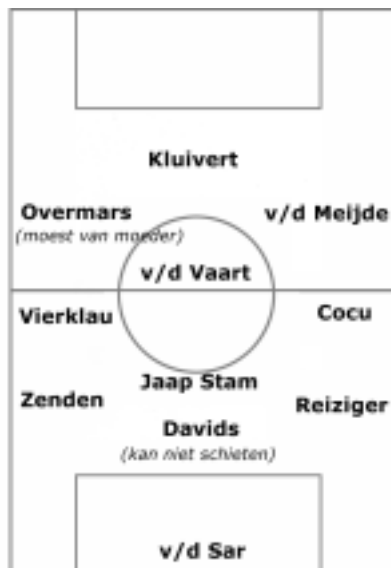 Kluivert
Overmars
v/d Meijde
(moest van moeder)
v/d Vaart
Vierklau
Cocu
Jaap Stam
Zenden
Reiziger
Davids
(kan niet schieten)
v/d Sar